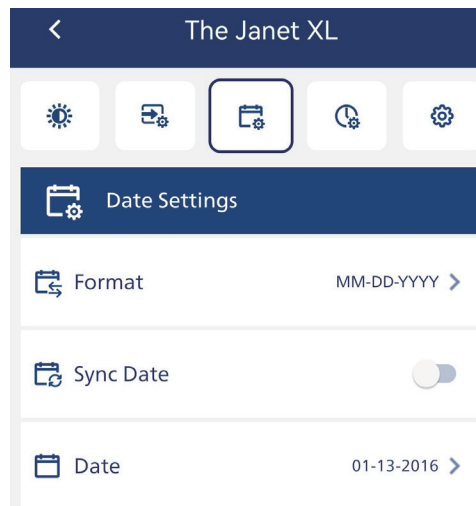 The Janet XL
Date Settings
Format MM-DD-YYYY
Sync Date
Date 01-13-2016